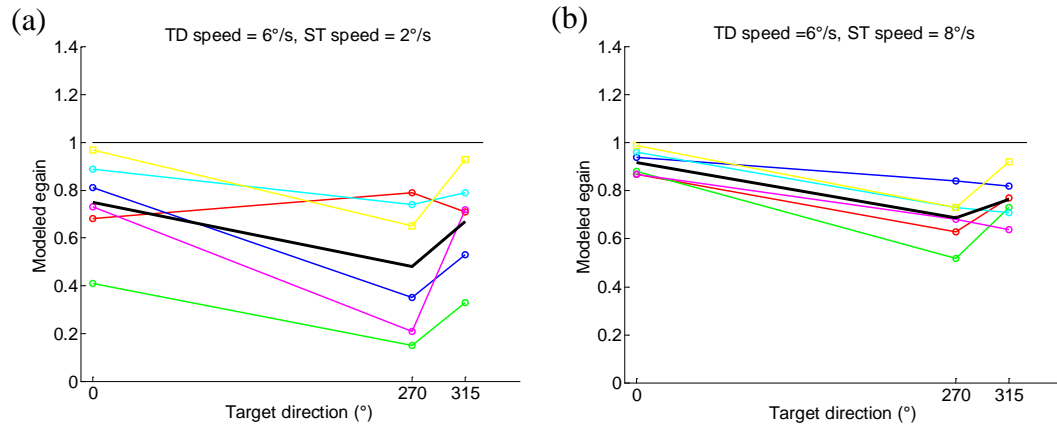 (a)
TD speed = 6°/s, ST speed = 2°/s
1.4
1.2
1
0.8
0.6
0.4
0.2
0
Modeled egain
0 270 315
Target direction (°)
(b)
TD speed =6°/s, ST speed = 8°/s
1.4
1.2
1
0.8
0.6
0.4
0.2
0
Modeled egain
0 270 315
Target direction (°)